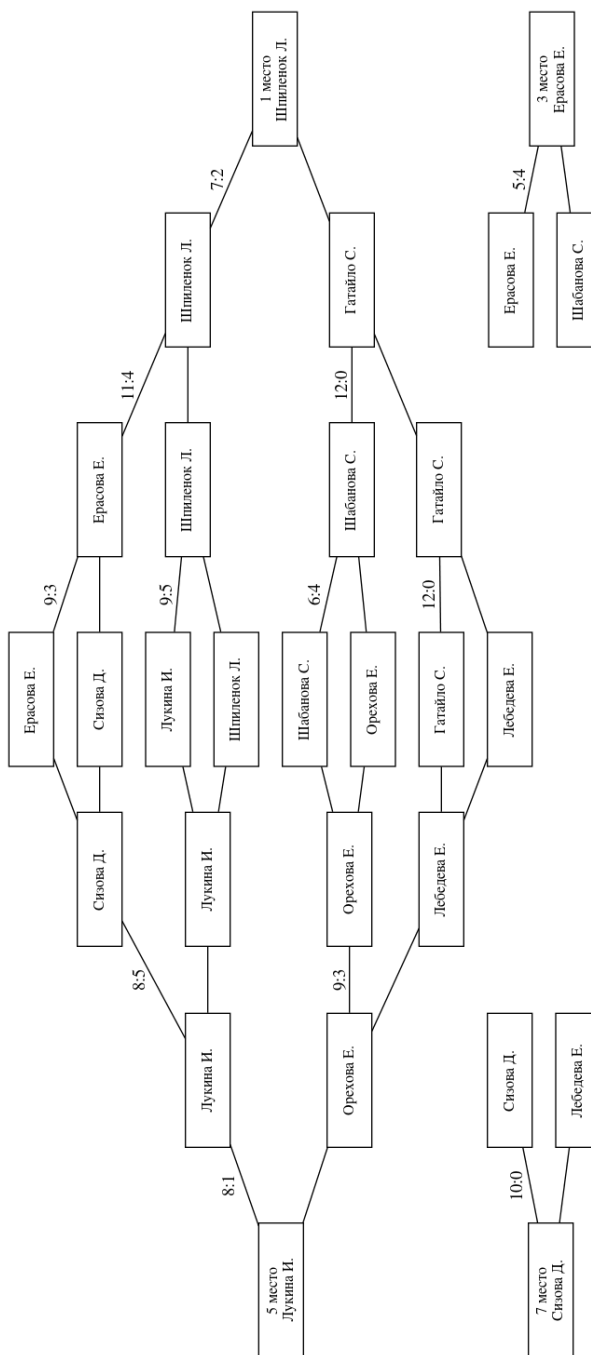 Ерасова Е.
9:3
Сизова Д.
Сизова Д.
Ерасова Е.
8:5
11:4
Лукина И.
9:5
Лукина И.
Лукина И.
Шпиленок Л.
Шпиленок Л.
Шпиленок Л.
8:1
7:2
5 место
Лукина И.
1 место
Шпиленок Л.
Шабанова С.
6:4
9:3
12:0
Орехова Е.
Орехова Е.
Орехова Е.
Шабанова С.
Гатайло С.
12:0
Лебедева Е.
Гатайло С.
Гатайло С.
Лебедева Е.
Сизова Д.
10:0
7 место
Сизова Д.
Лебедева Е.
Ерасова Е.
5:4
3 место
Ерасова Е.
Шабанова С.